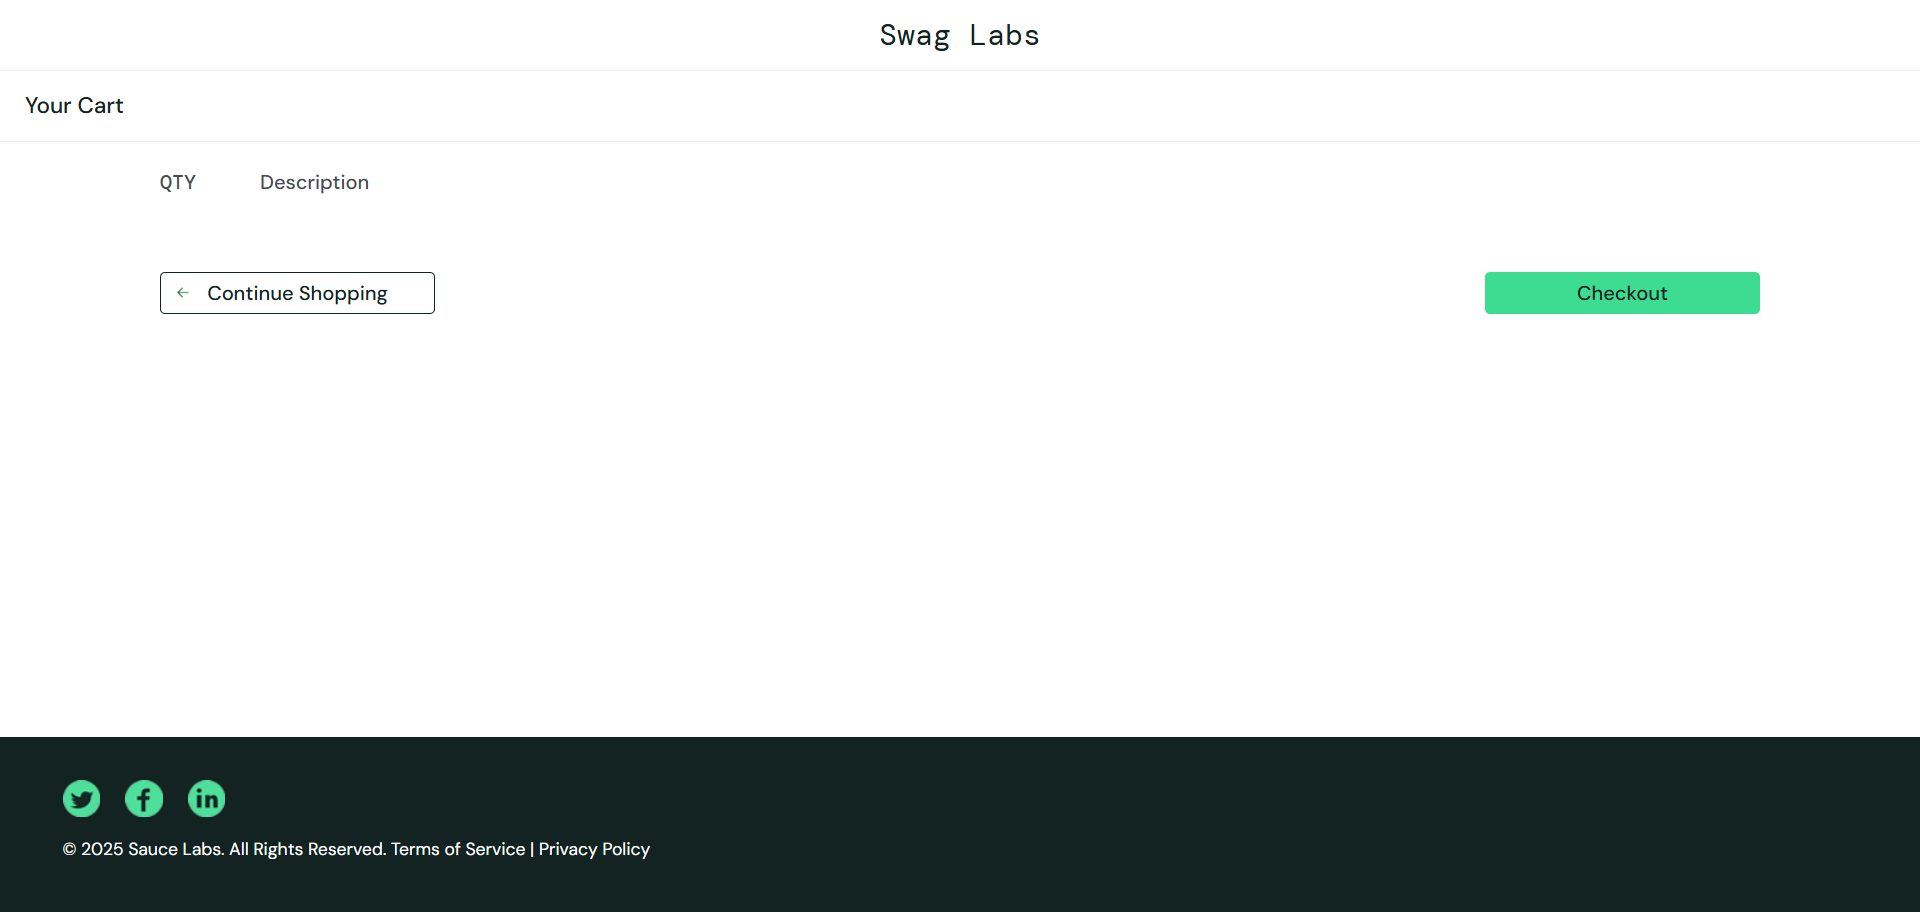 Swag Labs
Your Cart
QTY Description
Continue Shopping Checkout
© 2025 Sauce Labs. All Rights Reserved. Terms of Service | Privacy Policy